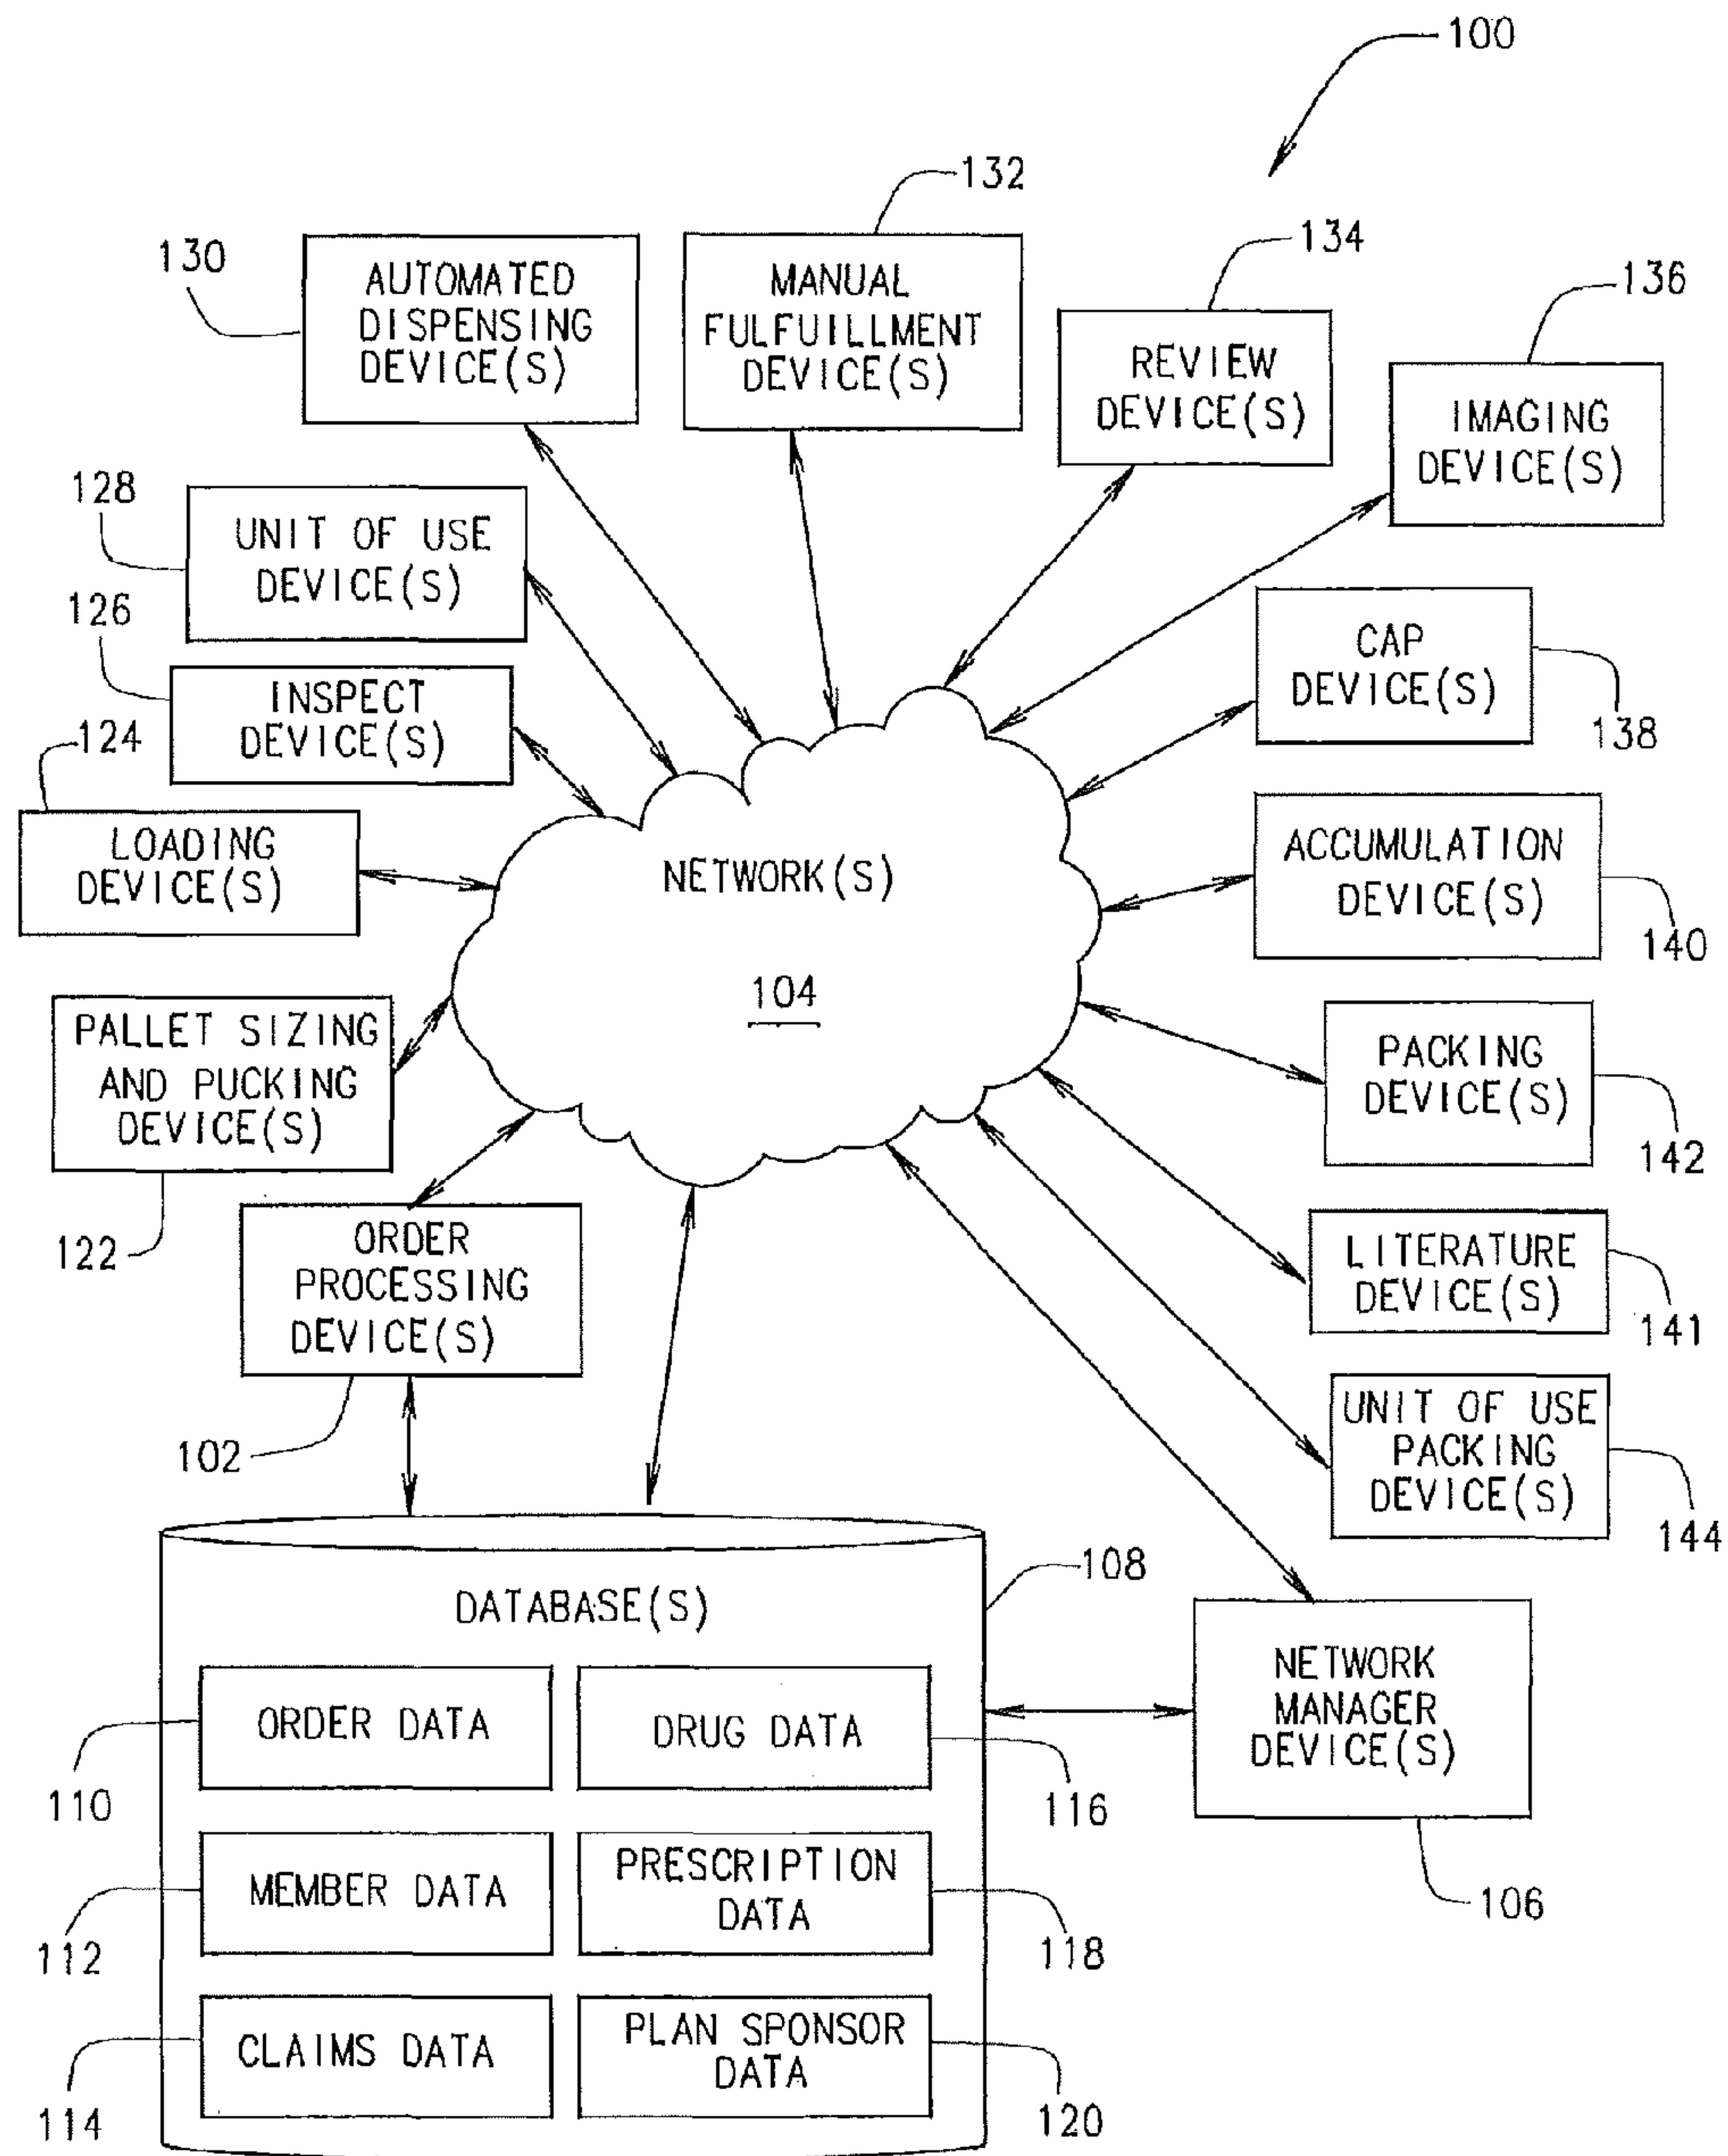 100
132
130
AUTOMATED
DISPENSING
DEVICE(S)
MANUAL
FULFUILLMENT
DEVICE(S)
134
REVIEW
DEVICE(S)
136
IMAGING
DEVICE(S)
128
UNIT OF USE
DEVICE(S)
126
INSPECT
DEVICE(S)
CAP
DEVICE(S)
138
124
LOADING
DEVICE(S)
NETWORK(S)
104
ACCUMULATION
DEVICE(S)
140
PALLET SIZING
AND PUCKING
DEVICE(S)
122
PACKING
DEVICE(S)
142
ORDER
PROCESSING
DEVICE(S)
102
LITERATURE
DEVICE(S)
141
UNIT OF USE
PACKING
DEVICE(S)
144
108
DATABASE(S)
ORDER DATA
110
DRUG DATA
116
NETWORK
MANAGER
DEVICE(S)
106
MEMBER DATA
112
PRESCRIPTION
DATA
118
CLAIMS DATA
114
PLAN SPONSOR
DATA
120